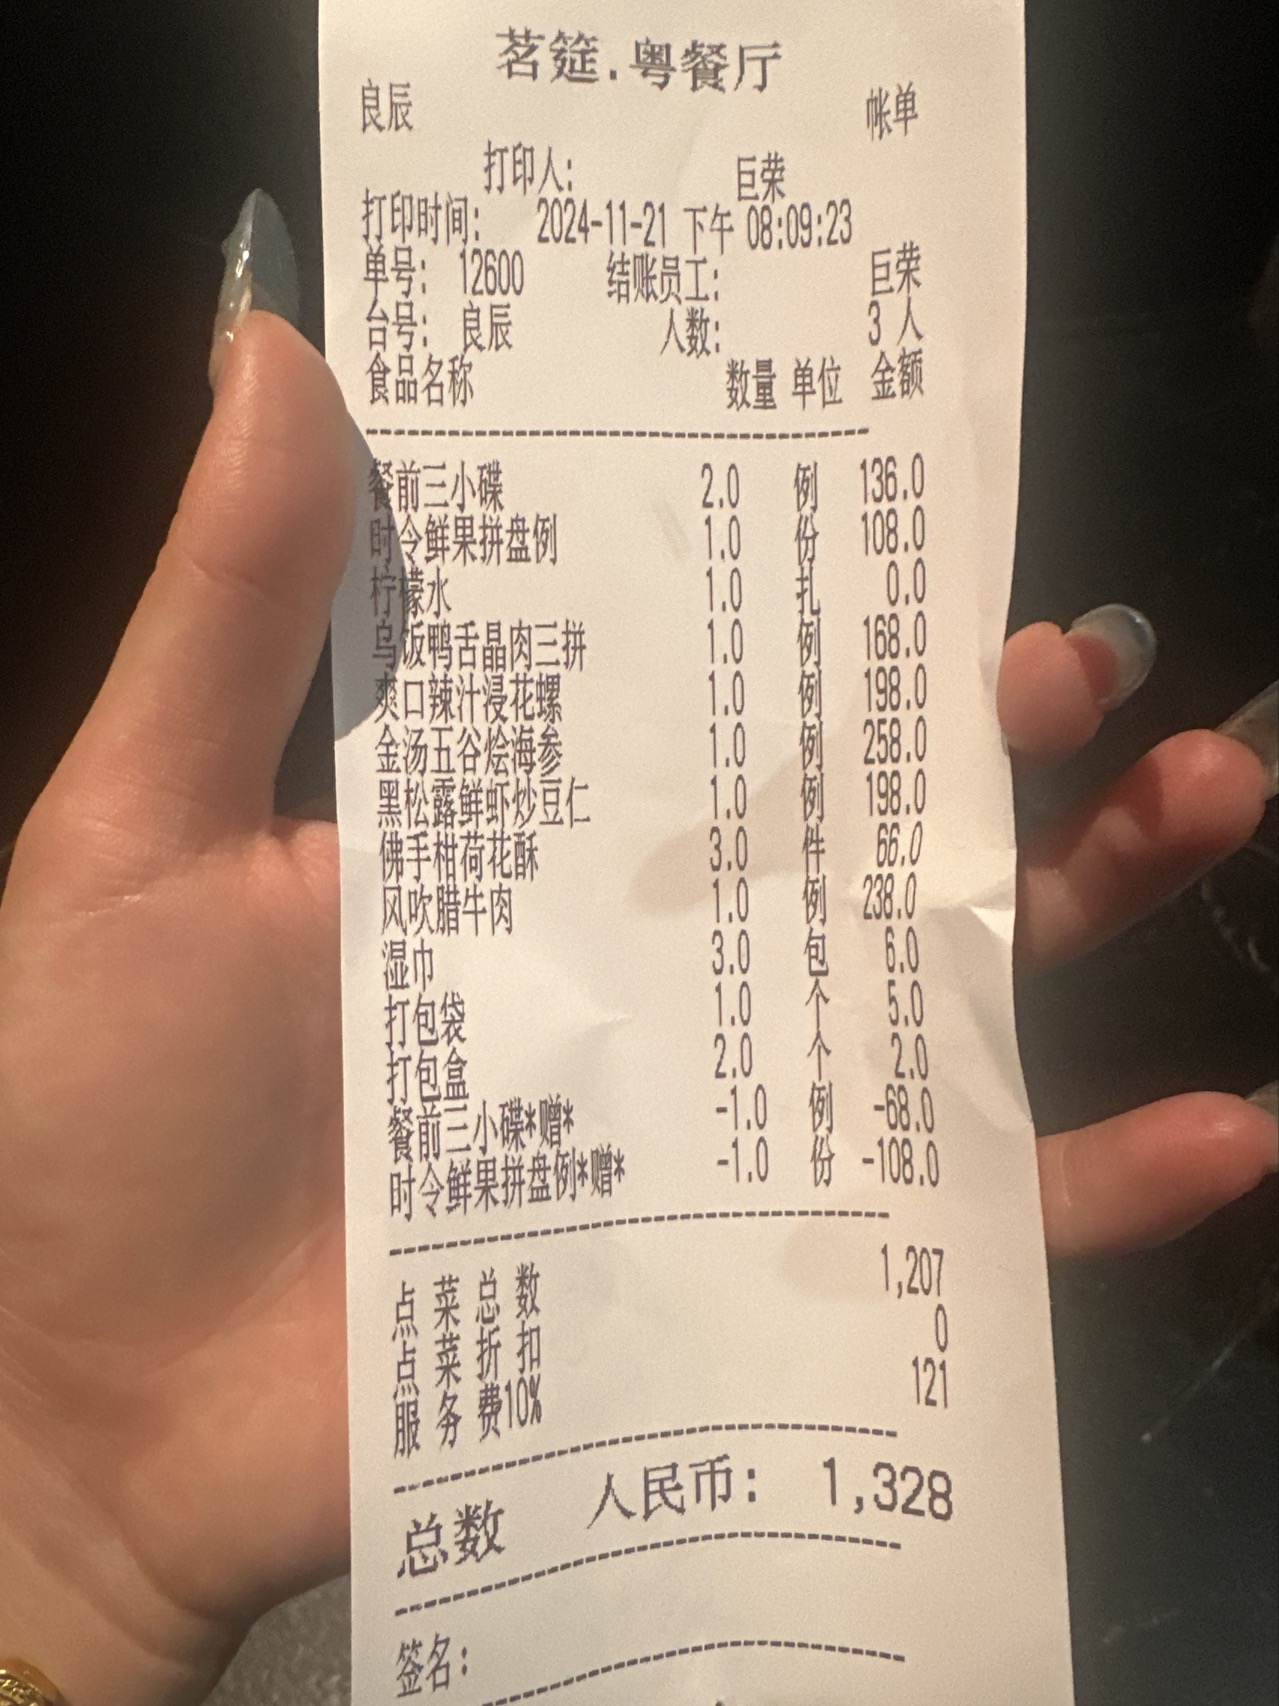 茗筵.粤餐厅
良辰 帐单
打印人: 巨荣
打印时间: 2024-11-21 下午 08:09:23
单号: 12600 结账员工: 巨荣
台号: 良辰 人数: 3 人
食品名称 数量 单位 金额
餐前三小碟 2.0 例 136.0
时令鲜果拼盘例 1.0 份 108.0
柠檬水 1.0 扎 0.0
乌饭鸭舌晶肉三拼 1.0 例 168.0
爽口辣汁浸花螺 1.0 例 198.0
金汤五谷烩海参 1.0 例 258.0
黑松露鲜虾炒豆仁 1.0 例 198.0
佛手柑荷花酥 3.0 件 66.0
风吹腊牛肉 1.0 例 238.0
湿巾 3.0 包 6.0
打包袋 1.0 个 5.0
打包盒 2.0 个 2.0
餐前三小碟*赠* -1.0 例 -68.0
时令鲜果拼盘例*赠* -1.0 份 -108.0
点菜总数 1,207
点菜折扣 0
服务费10% 121
总数 人民币: 1,328
签名: